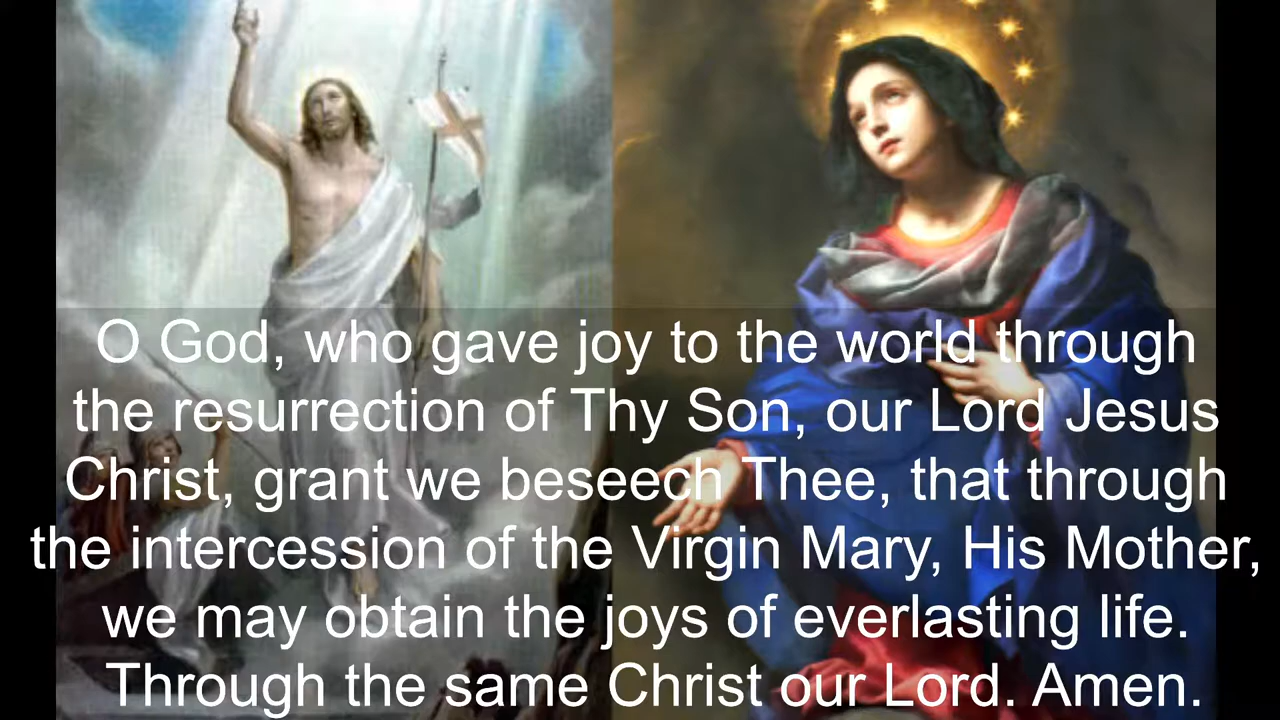 O God, who gave joy to the world through
the resurrection of Thy Son, our Lord Jesus
Christ, grant we beseech Thee, that through
the intercession of the Virgin Mary, His Mother,
we may obtain the joys of everlasting life.
Through the same Christ our Lord. Amen.